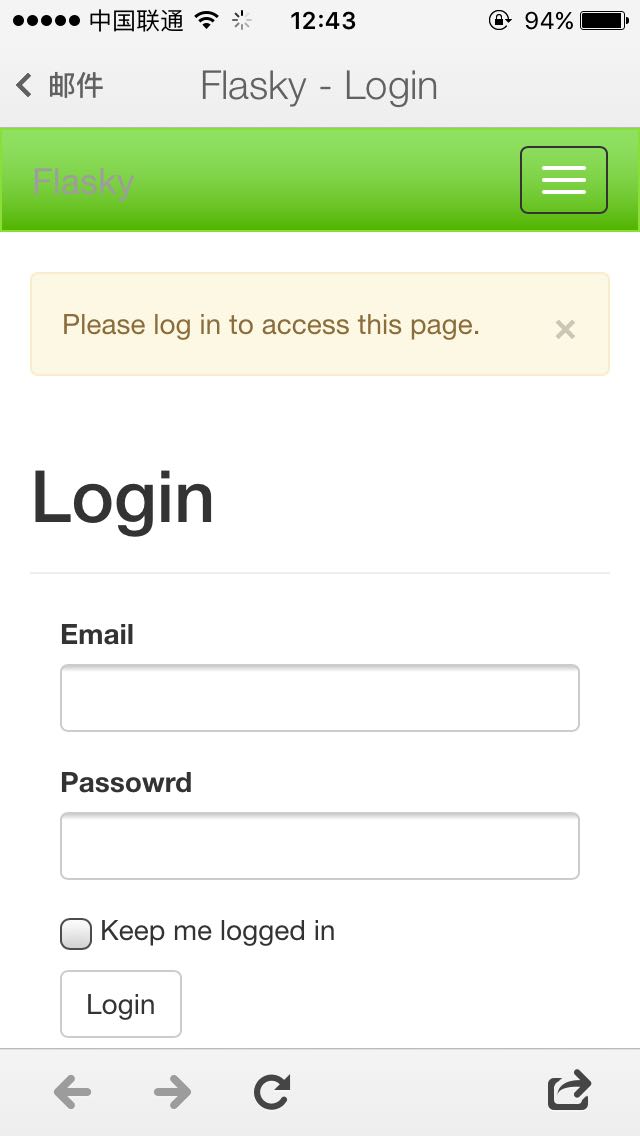 中国联通 12:43 94%
邮件 Flasky - Login
Flasky
Please log in to access this page. ×
Login
Email
Passowrd
Keep me logged in
Login